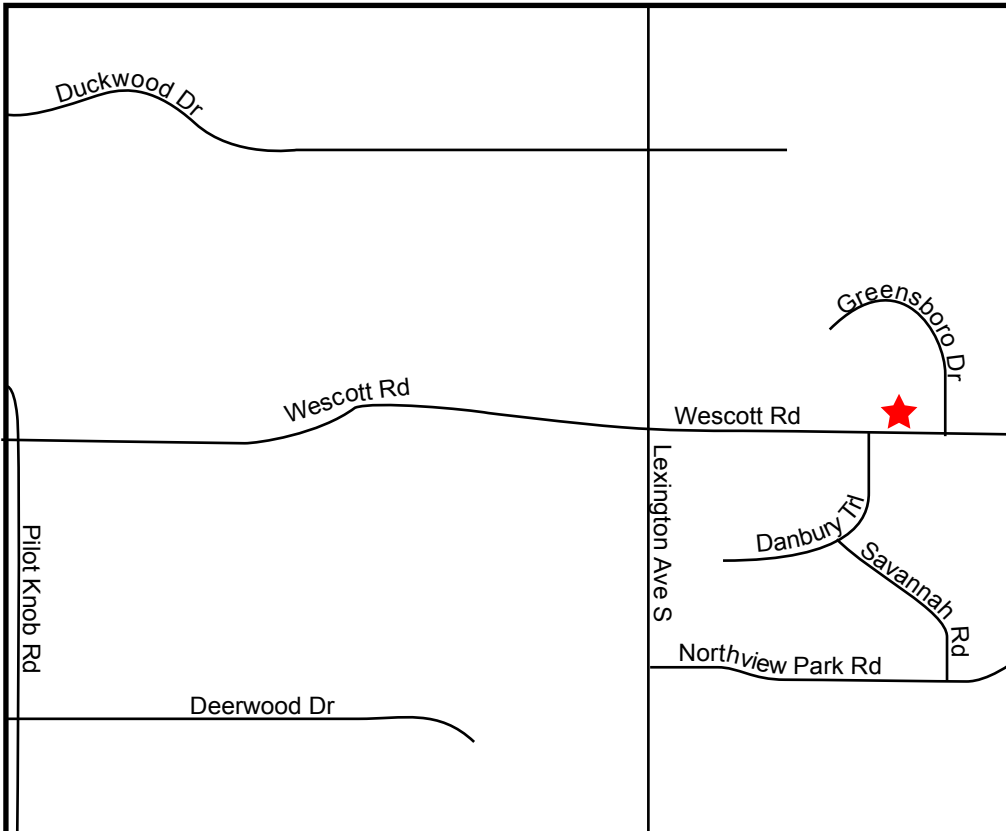 Duckwood Dr
Greensboro Dr
Wescott Rd
Wescott Rd
Lexington Ave S
Danbury Trl
Savannah Rd
Pilot Knob Rd
Northview Park Rd
Deerwood Dr